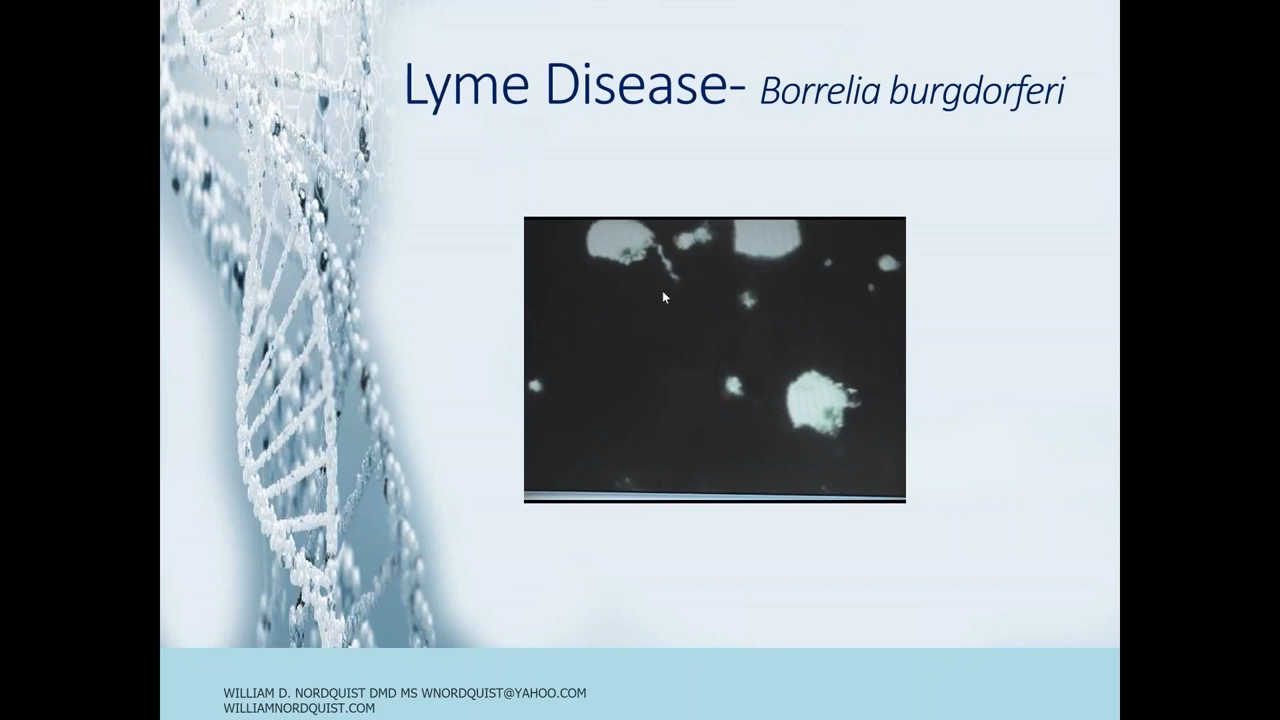 Lyme Disease- Borrelia burgdorferi
WILLIAM D. NORDQUIST DMD MS WNORDQUIST@YAHOO.COM
WILLIAMNORDQUIST.COM